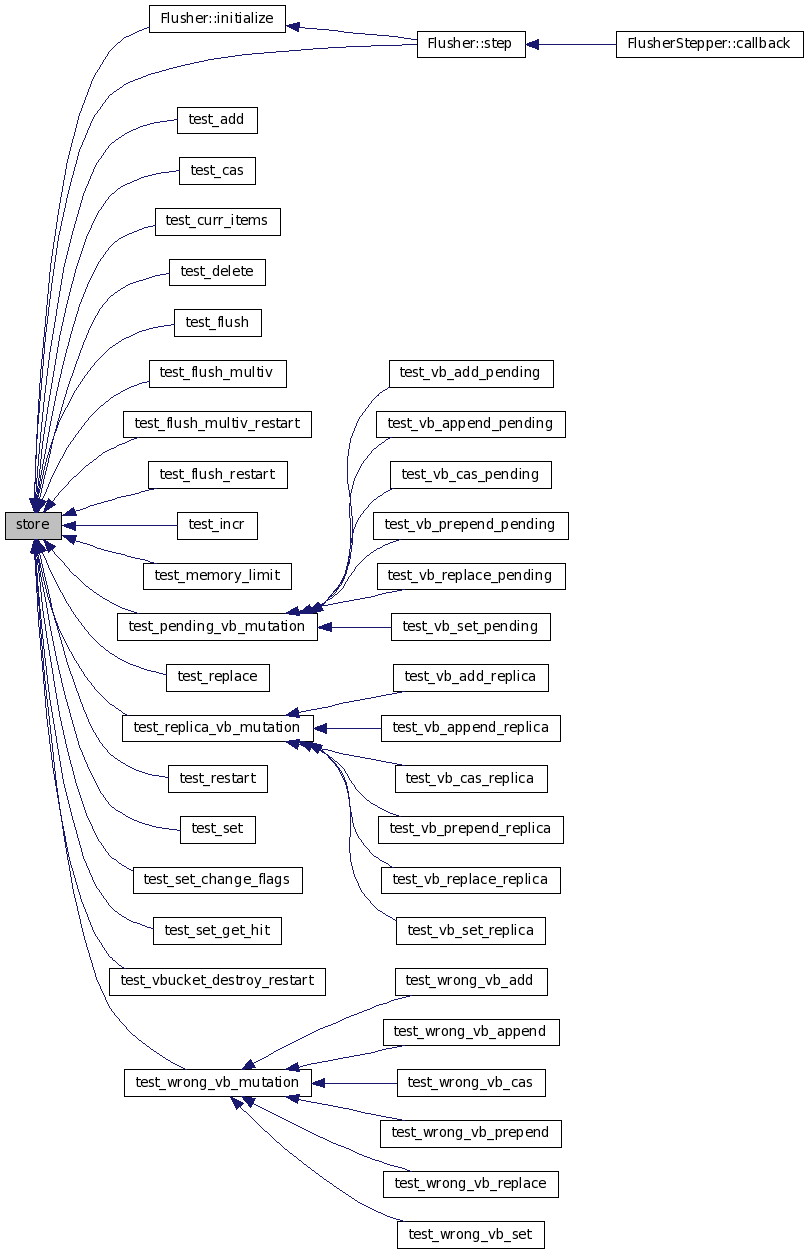 Flusher::initialize
Flusher::step
FlusherStepper::callback
test_add
test_cas
test_curr_items
test_delete
test_flush
test_flush_multiv
test_vb_add_pending
test_flush_multiv_restart
test_vb_append_pending
test_flush_restart
test_vb_cas_pending
store
test_incr
test_vb_prepend_pending
test_memory_limit
test_vb_replace_pending
test_pending_vb_mutation
test_vb_set_pending
test_replace
test_vb_add_replica
test_replica_vb_mutation
test_vb_append_replica
test_restart
test_vb_cas_replica
test_set
test_vb_prepend_replica
test_set_change_flags
test_vb_replace_replica
test_set_get_hit
test_vb_set_replica
test_vbucket_destroy_restart
test_wrong_vb_add
test_wrong_vb_append
test_wrong_vb_mutation
test_wrong_vb_cas
test_wrong_vb_prepend
test_wrong_vb_replace
test_wrong_vb_set